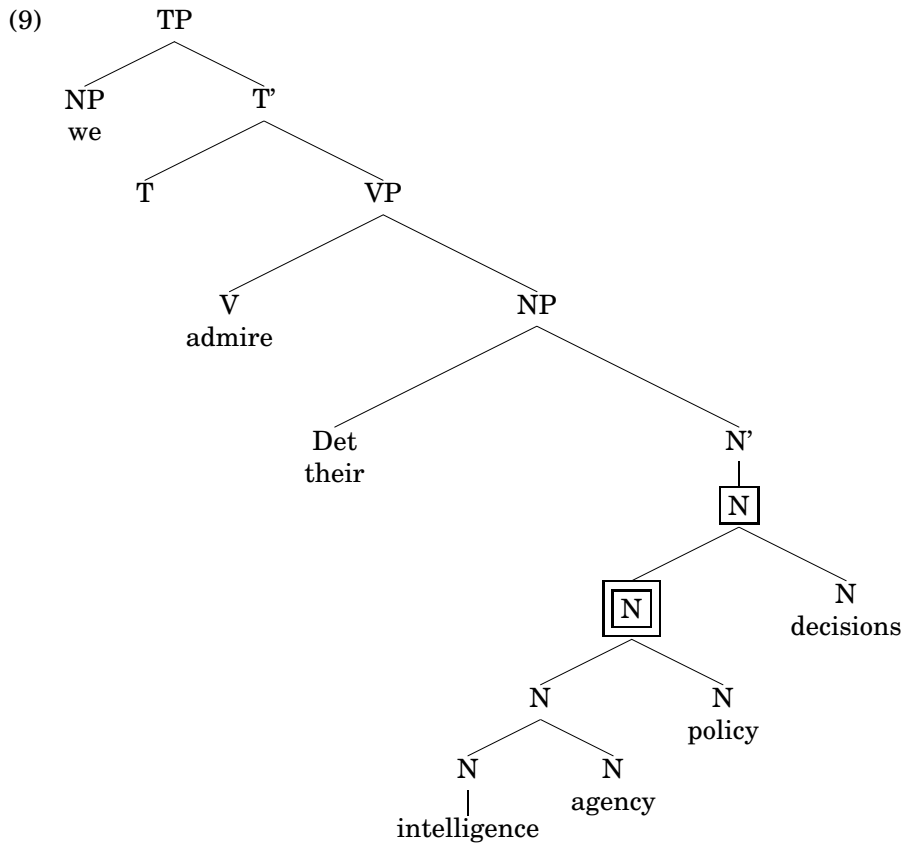 (9) TP
NP T'
we
T VP
V NP
admire
Det N'
their
N
N N
decisions
N N
policy
N N
agency
intelligence